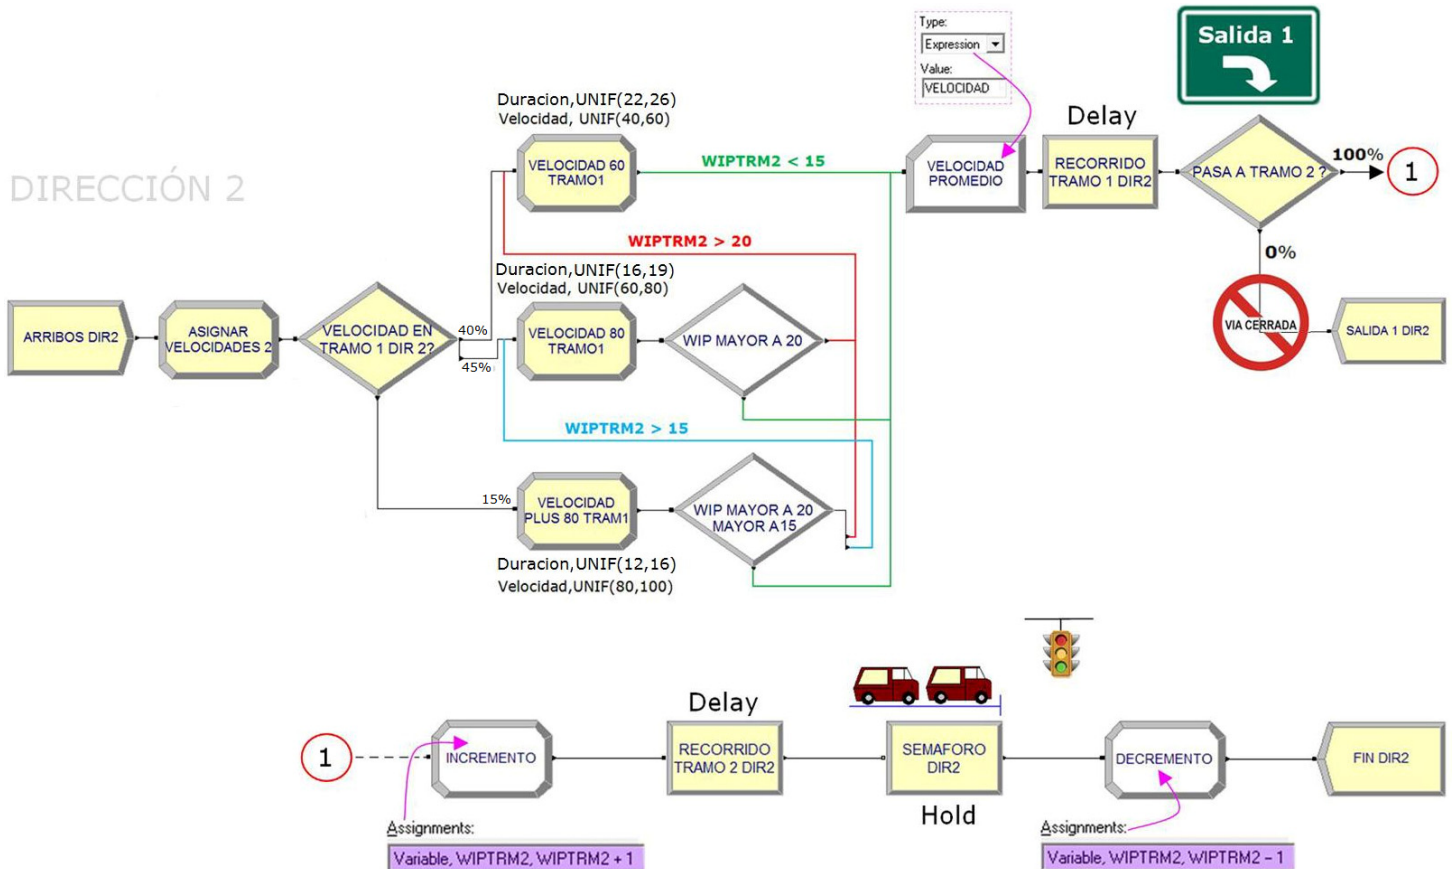 Type:
Expression
Value:
VELOCIDAD
Salida 1
DIRECCIÓN 2
Duracion,UNIF(22,26)
Velocidad, UNIF(40,60)
VELOCIDAD 60
TRAMO1
WIPTRM2 < 15
VELOCIDAD
PROMEDIO
Delay
RECORRIDO
TRAMO 1 DIR2
PASA A TRAMO 2 ?
100%
1
0%
VIA CERRADA
SALIDA 1 DIR2
WIPTRM2 > 20
Duracion,UNIF(16,19)
Velocidad, UNIF(60,80)
ARRIBOS DIR2
ASIGNAR
VELOCIDADES 2
VELOCIDAD EN
TRAMO 1 DIR 2?
40%
45%
VELOCIDAD 80
TRAMO1
WIP MAYOR A 20
WIPTRM2 > 15
15%
VELOCIDAD
PLUS 80 TRAM1
WIP MAYOR A 20
MAYOR A15
Duracion,UNIF(12,16)
Velocidad,UNIF(80,100)
1
INCREMENTO
Delay
RECORRIDO
TRAMO 2 DIR2
SEMAFORO
DIR2
Hold
DECREMENTO
FIN DIR2
Assignments:
Variable, WIPTRM2, WIPTRM2 + 1
Assignments:
Variable, WIPTRM2, WIPTRM2 - 1